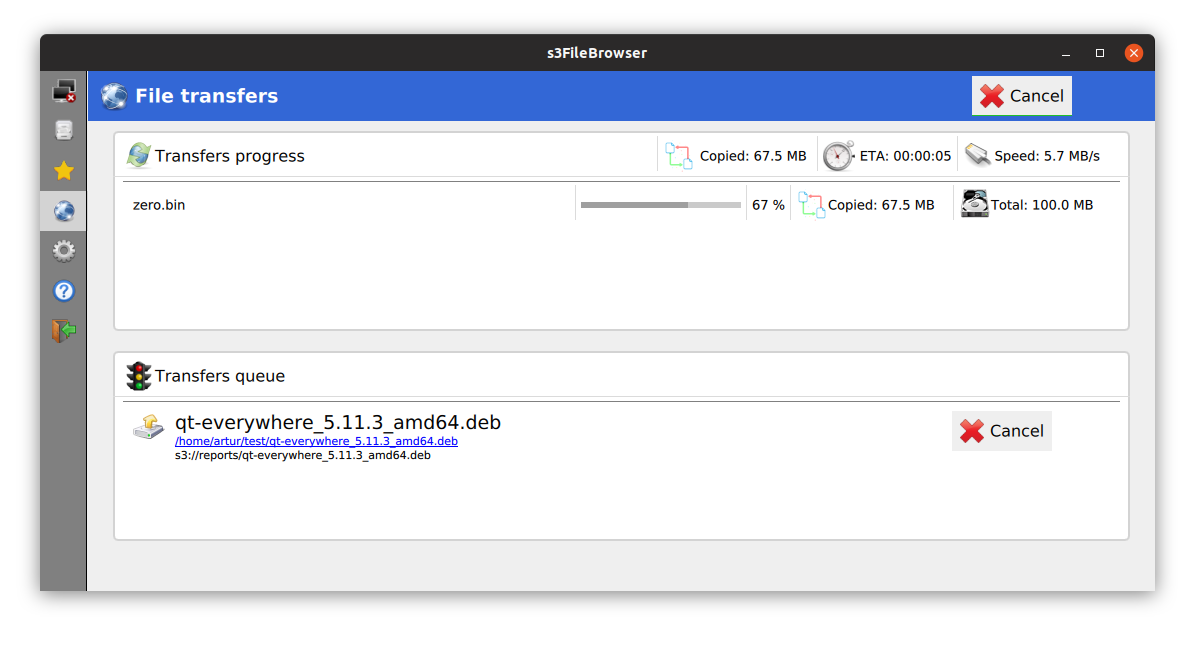 s3FileBrowser
File transfers
Cancel
Transfers progress
Copied: 67.5 MB
ETA: 00:00:05
Speed: 5.7 MB/s
zero.bin
67 %
Copied: 67.5 MB
Total: 100.0 MB
Transfers queue
qt-everywhere_5.11.3_amd64.deb
/home/artur/test/qt-everywhere_5.11.3_amd64.deb
s3://reports/qt-everywhere_5.11.3_amd64.deb
Cancel